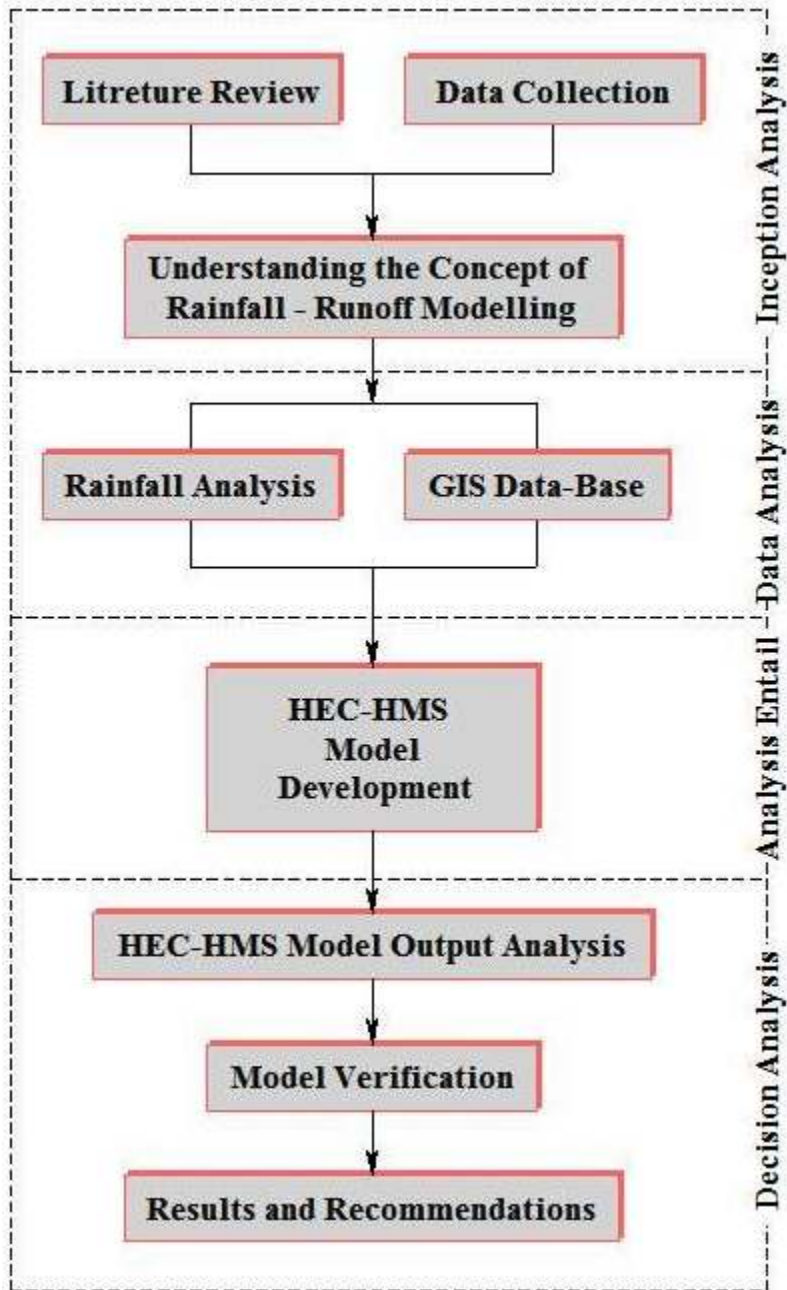 Litreture Review
Data Collection
Understanding the Concept of
Rainfall - Runoff Modelling
Inception Analysis
Rainfall Analysis
GIS Data-Base
Data Analysis
HEC-HMS
Model
Development
Analysis Entail
HEC-HMS Model Output Analysis
Model Verification
Results and Recommendations
Decision Analysis